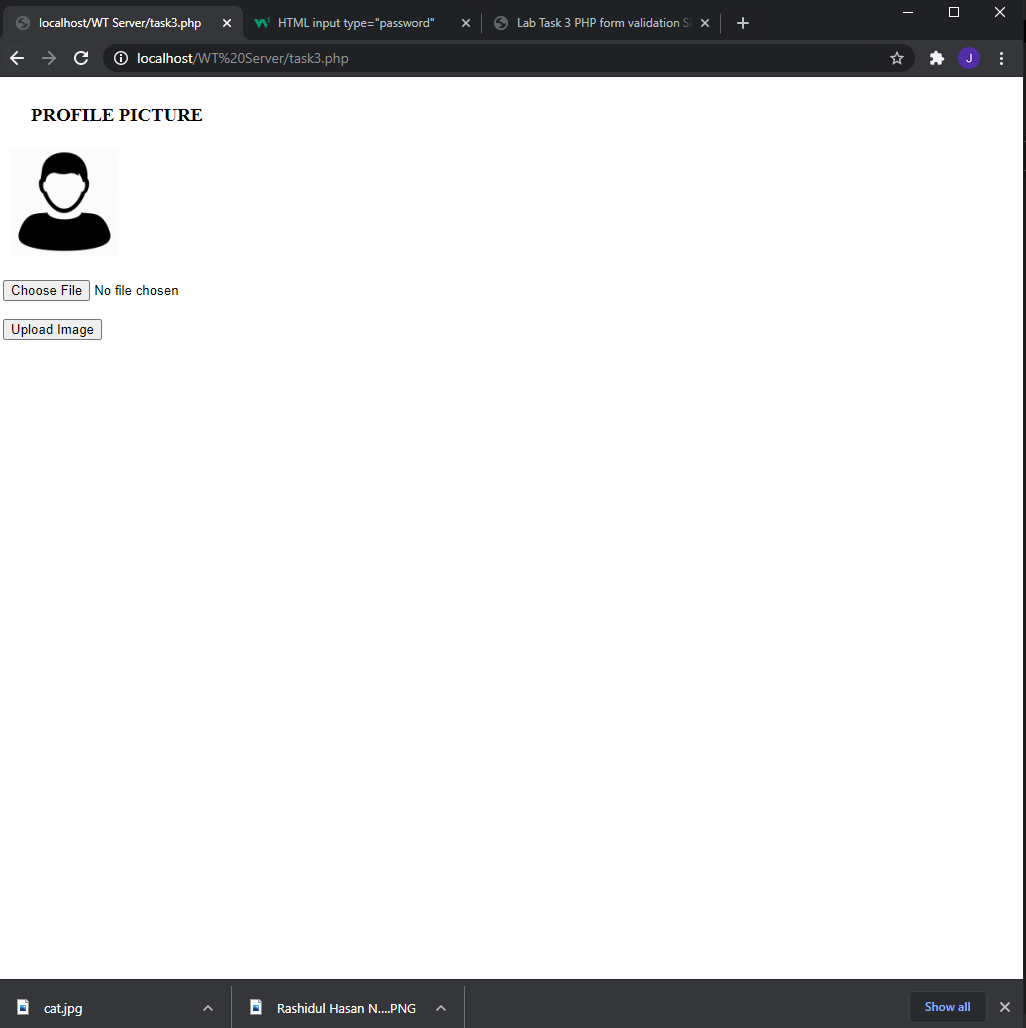 localhost/WT Server/task3.php
HTML input type="password"
Lab Task 3 PHP form validation
localhost/WT%20Server/task3.php
J
PROFILE PICTURE
Choose File No file chosen
Upload Image
cat.jpg
Rashidul Hasan N....PNG
Show all